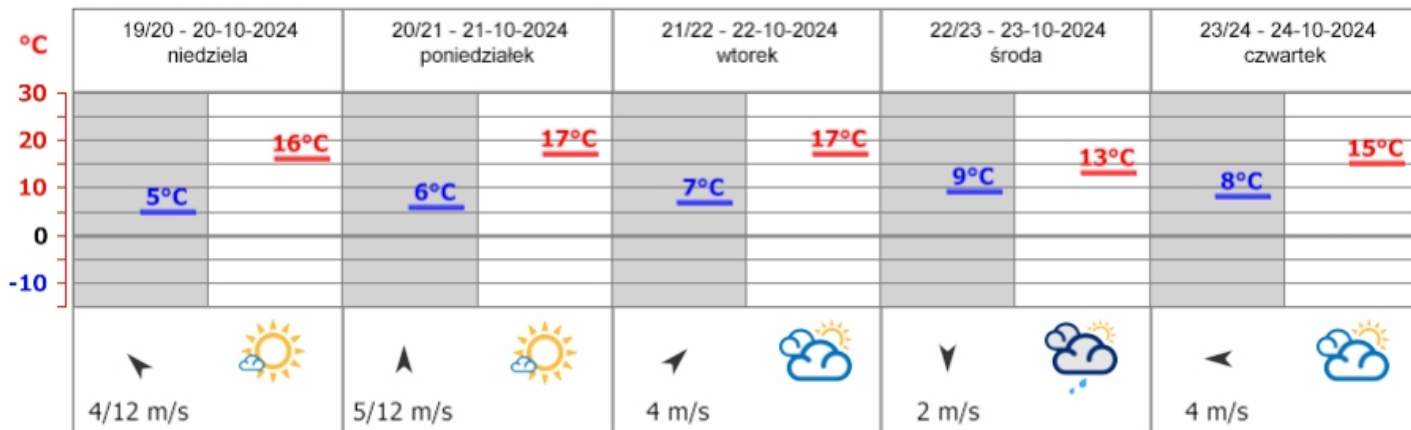 °C
19/20 - 20-10-2024
niedziela
20/21 - 21-10-2024
poniedziałek
21/22 - 22-10-2024
wtorek
22/23 - 23-10-2024
środa
23/24 - 24-10-2024
czwartek
30
20
10
0
-10
5°C
16°C
6°C
17°C
7°C
17°C
9°C
13°C
8°C
15°C
4/12 m/s
5/12 m/s
4 m/s
2 m/s
4 m/s